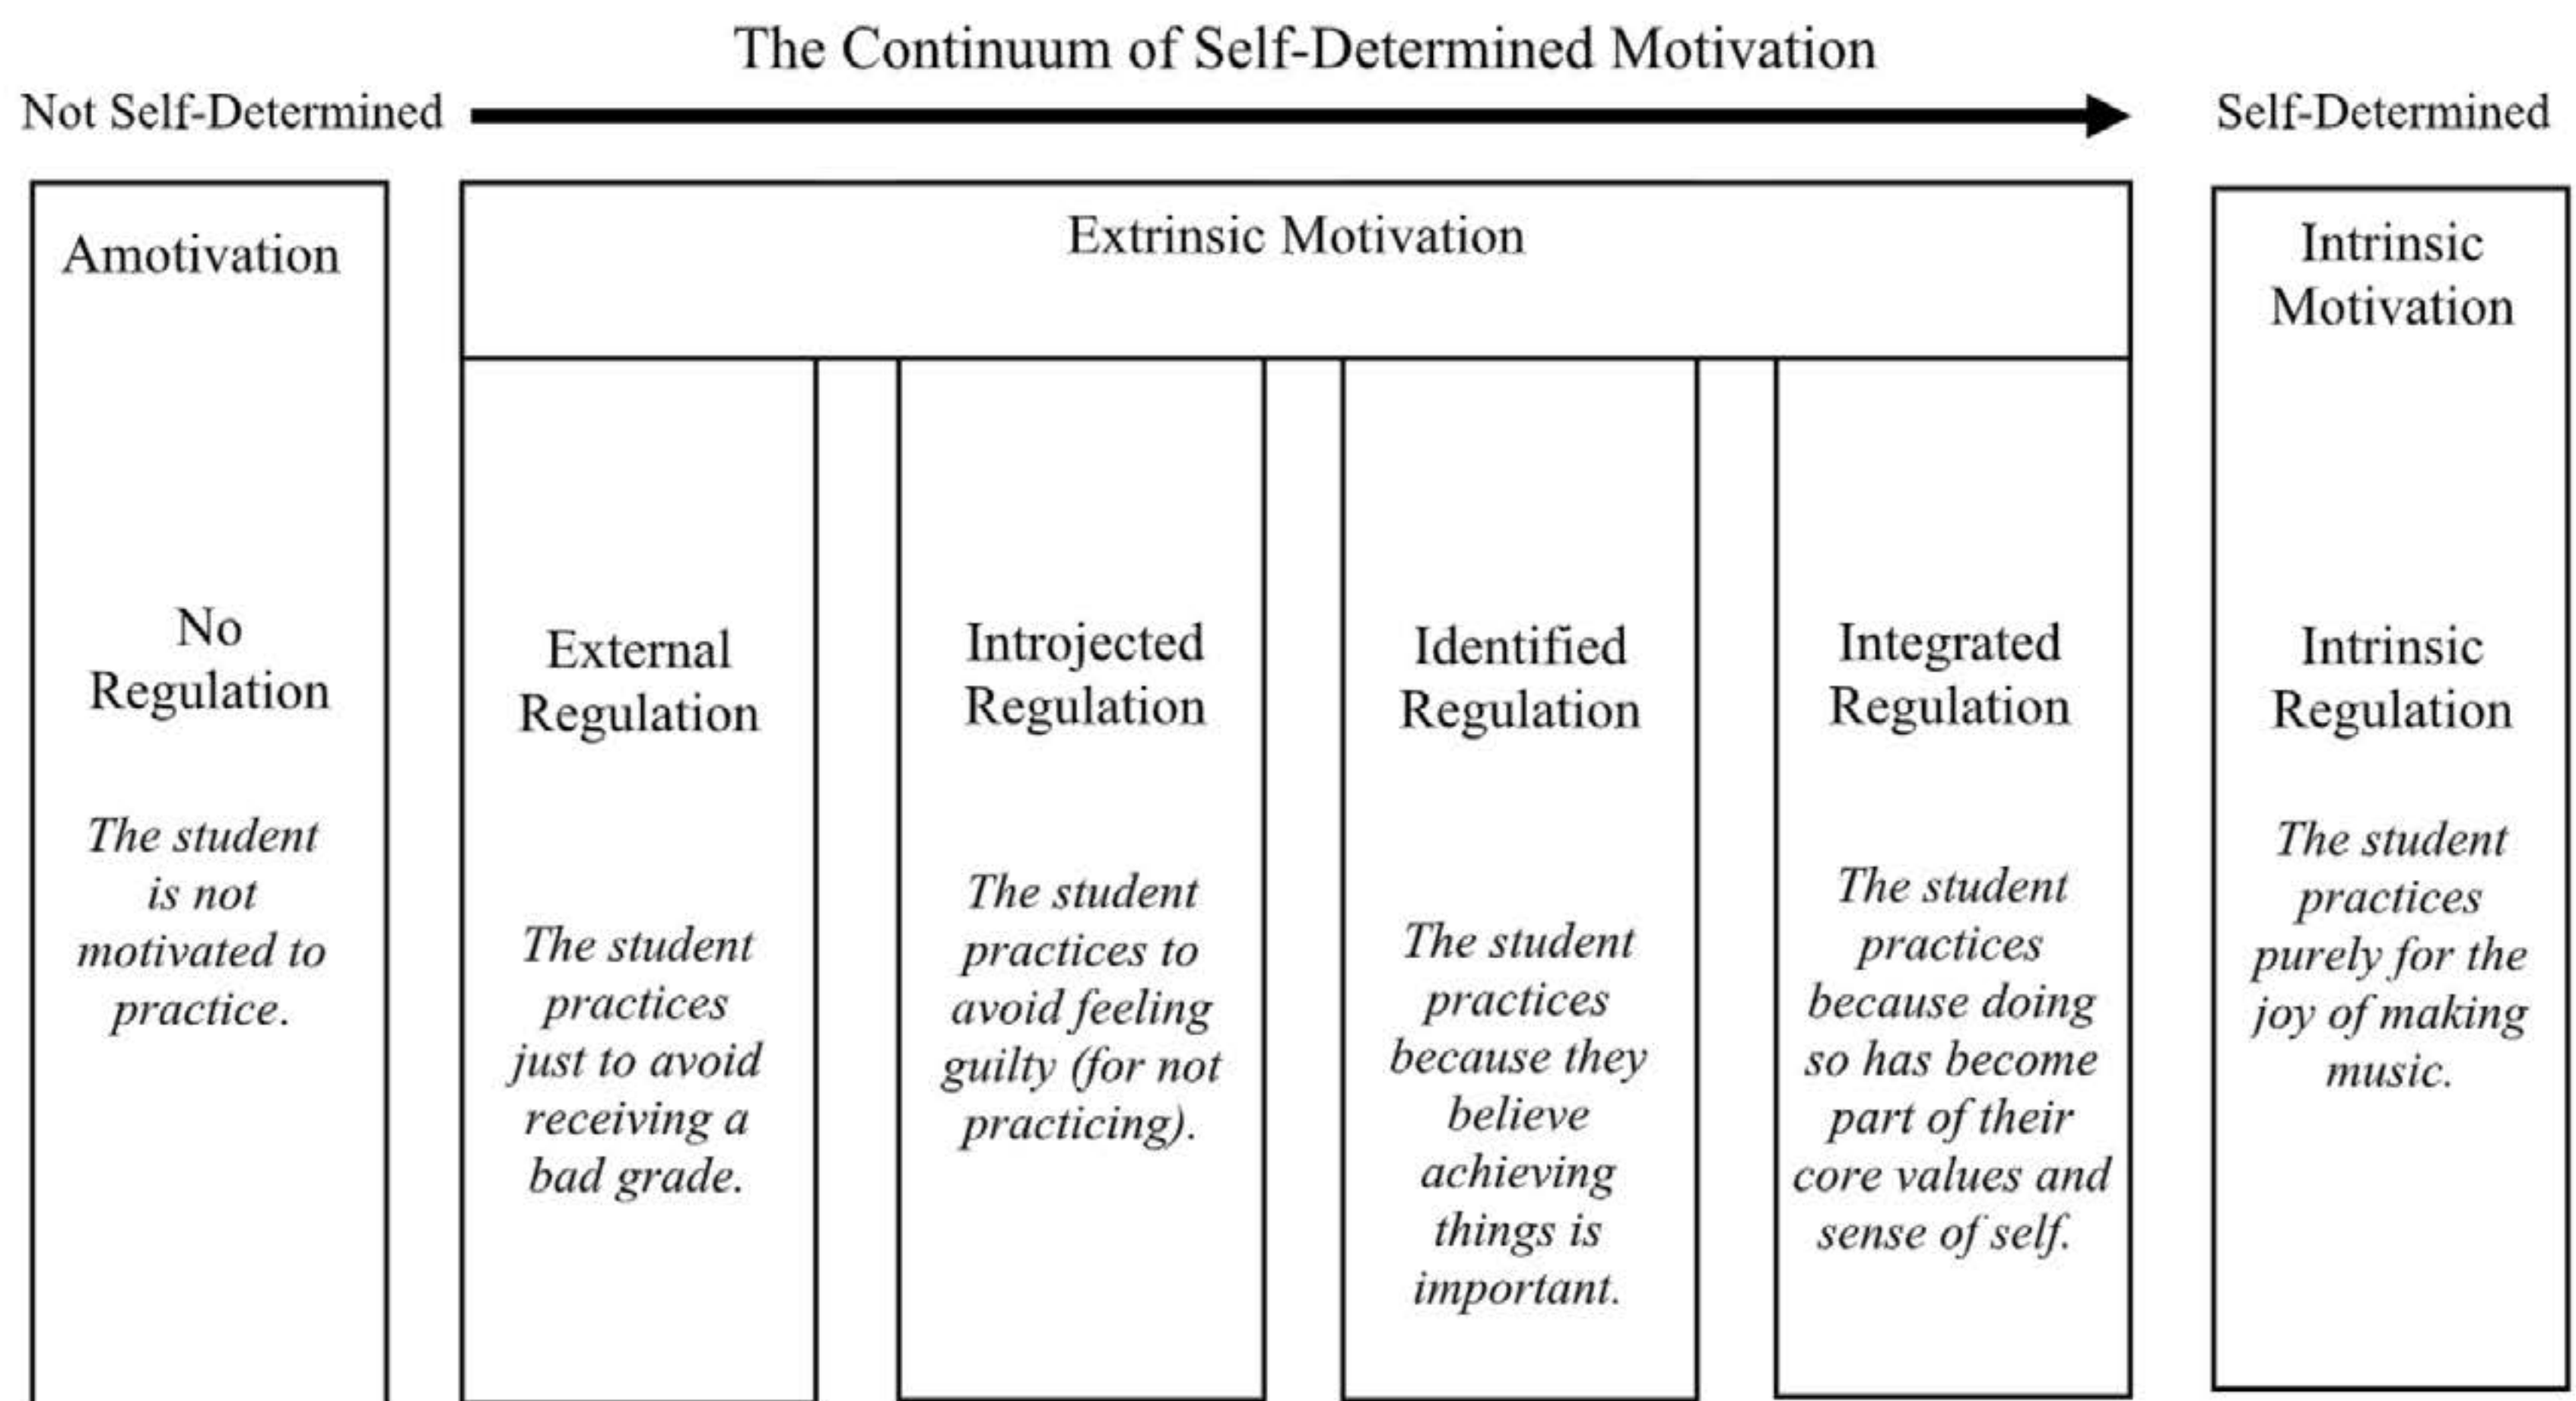 The Continuum of Self-Determined Motivation
Not Self-Determined
Self-Determined
Amotivation
No
Regulation
The student
is not
motivated to
practice.
Extrinsic Motivation
External
Regulation
The student
practices
just to avoid
receiving a
bad grade.
Introjected
Regulation
The student
practices to
avoid feeling
guilty (for not
practicing).
Identified
Regulation
The student
practices
because they
believe
achieving
things is
important.
Integrated
Regulation
The student
practices
because doing
so has become
part of their
core values and
sense of self.
Intrinsic
Motivation
Intrinsic
Regulation
The student
practices
purely for the
joy of making
music.